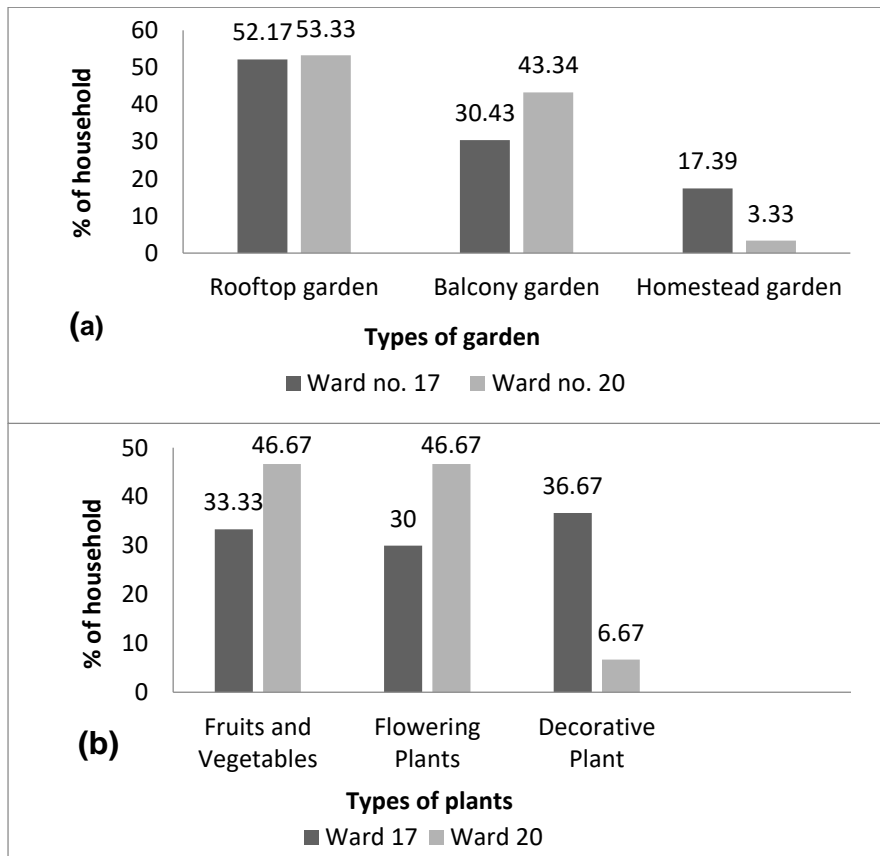 60
50
40
30
20
10
0
% of household
52.17 53.33
30.43 43.34
17.39 3.33
Rooftop garden Balcony garden Homestead garden
(a)
Types of garden
Ward no. 17 Ward no. 20
50
40
30
20
10
0
% of household
33.33 46.67
30 46.67
36.67 6.67
Fruits and Vegetables
Flowering Plants
Decorative Plant
(b)
Types of plants
Ward 17 Ward 20